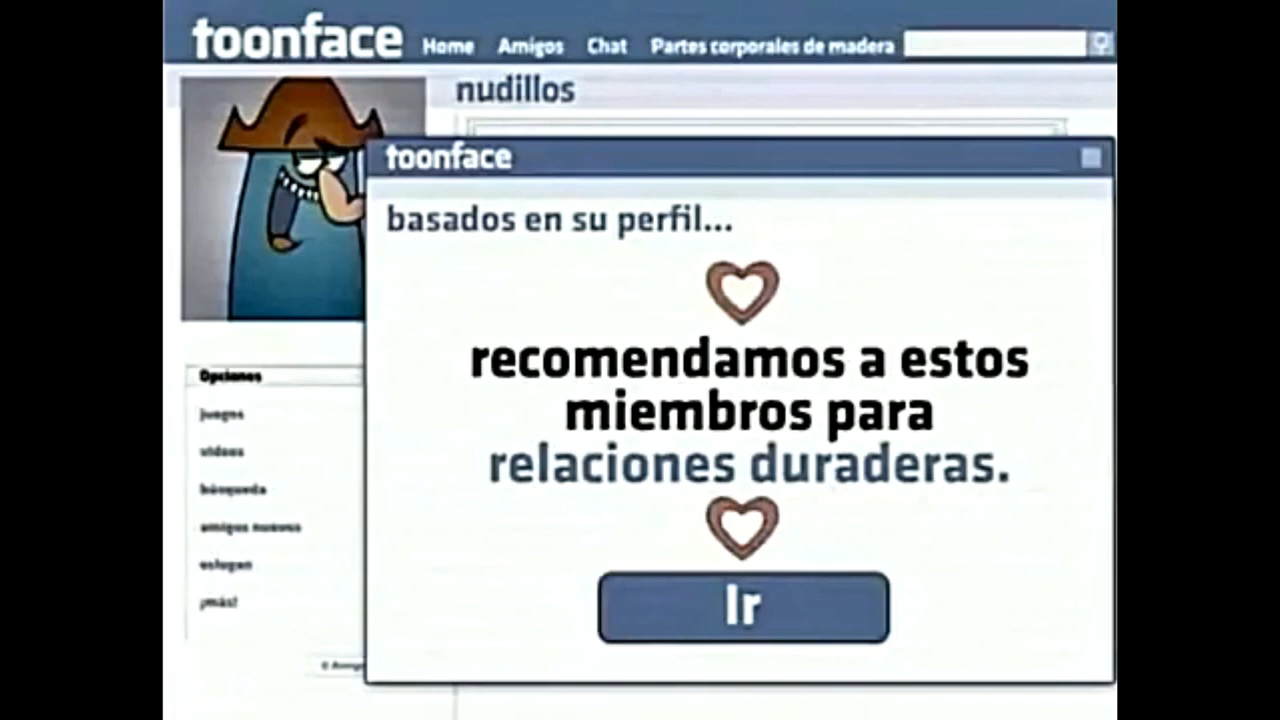 toonface
Home Amigos Chat Partes corporales de madera
nudillos
toonface
basados en su perfil...
recomendamos a estos
miembros para
relaciones duraderas.
Ir
Opciones
juegos
videos
búsqueda
amigos nuevos
eslogan
¡más!